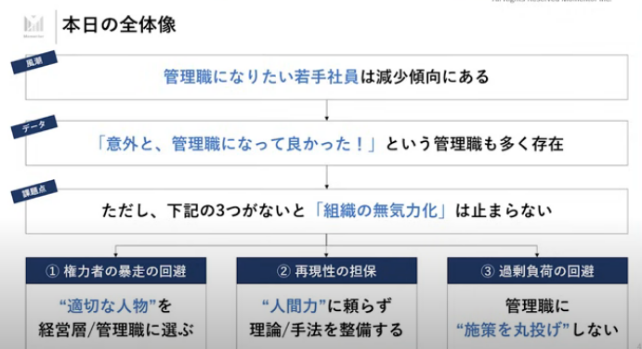 本日の全体像
風潮
管理職になりたい若手社員は減少傾向にある
データ
「意外と、管理職になって良かった！」という管理職も多く存在
課題点
ただし、下記の3つがないと「組織の無気力化」は止まらない
① 権力者の暴走の回避
“適切な人物”を
経営層/管理職に選ぶ
② 再現性の担保
“人間力”に頼らず
理論/手法を整備する
③ 過剰負荷の回避
管理職に
“施策を丸投げ”しない